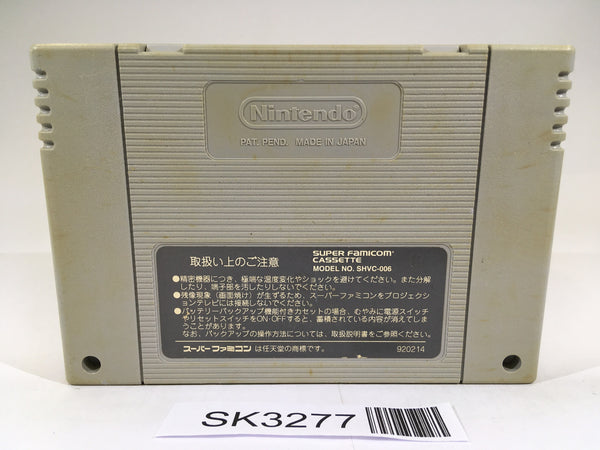 Nintendo
PAT. PEND. MADE IN JAPAN
取扱い上のご注意
SUPER FAMICOM
CASSETTE
MODEL NO. SHVC-006
●精密機器につき、極端な温度変化やショックを避けてください。また分解
したり、端子部を汚したりしないでください。
●残像現象(画面焼け)が生ずるため、スーパーファミコンをプロジェクシ
ョンテレビには接続しないでください。
●バッテリーバックアップ機能付きカセットの場合、むやみに電源スイッチ
やリセットスイッチをON・OFFすると、蓄積されている内容が消えてしま
うことがあります。
なお、バックアップの操作方法については、取扱説明書をご参照ください。
スーパーファミコン は任天堂の商標です。
920214
SK3277